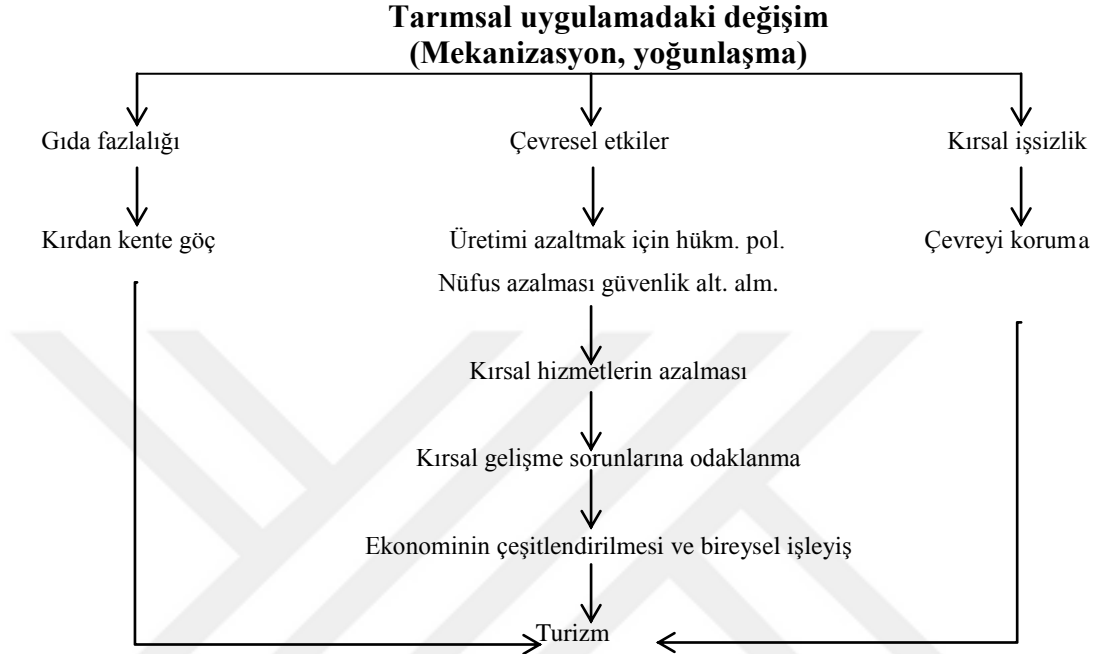 Tarımsal uygulamadaki değişim
(Mekanizasyon, yoğunlaşma)
Gıda fazlalığı
Çevresel etkiler
Kırsal işsizlik
Kırdan kente göç
Üretimi azaltmak için hükm. pol.
Çevreyi koruma
Nüfus azalması güvenlik alt. alm.
Kırsal hizmetlerin azalması
Kırsal gelişme sorunlarına odaklanma
Ekonominin çeşitlendirilmesi ve bireysel işleyiş
Turizm